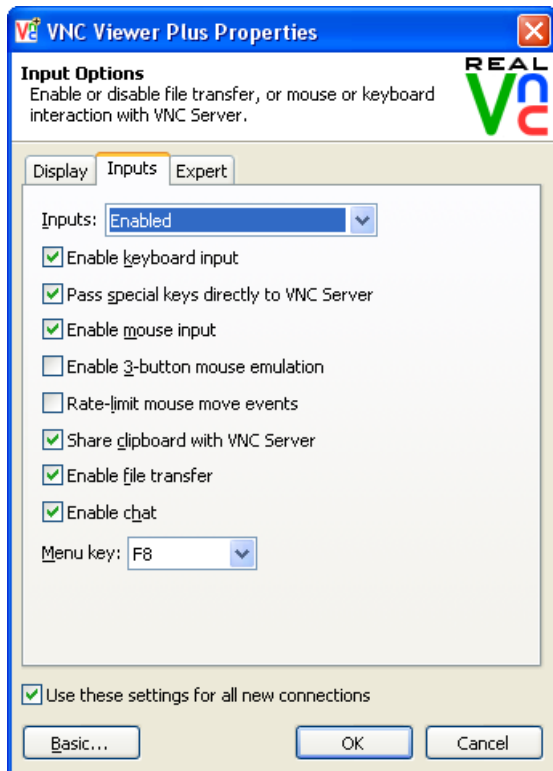 VNC Viewer Plus Properties
Input Options
Enable or disable file transfer, or mouse or keyboard
interaction with VNC Server.
REAL
VNC
Display Inputs Expert
Inputs: Enabled
Enable keyboard input
Pass special keys directly to VNC Server
Enable mouse input
Enable 3-button mouse emulation
Rate-limit mouse move events
Share clipboard with VNC Server
Enable file transfer
Enable chat
Menu key: F8
Use these settings for all new connections
Basic... OK Cancel